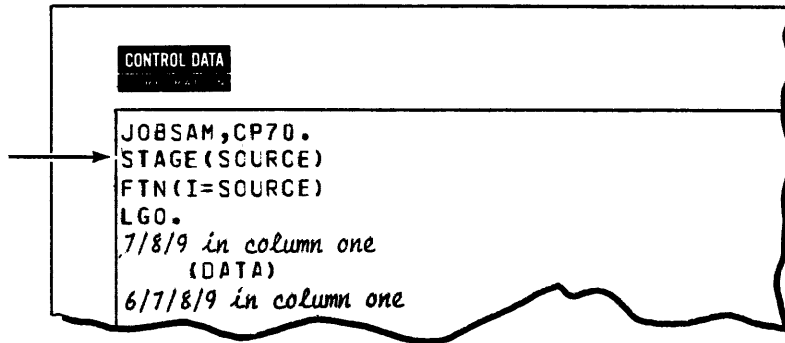 CONTROL DATA
JOBSAM,CP70.
STAGE(SOURCE)
FTN(I=SOURCE)
LGO.
7/8/9 in column one
(DATA)
6/7/8/9 in column one